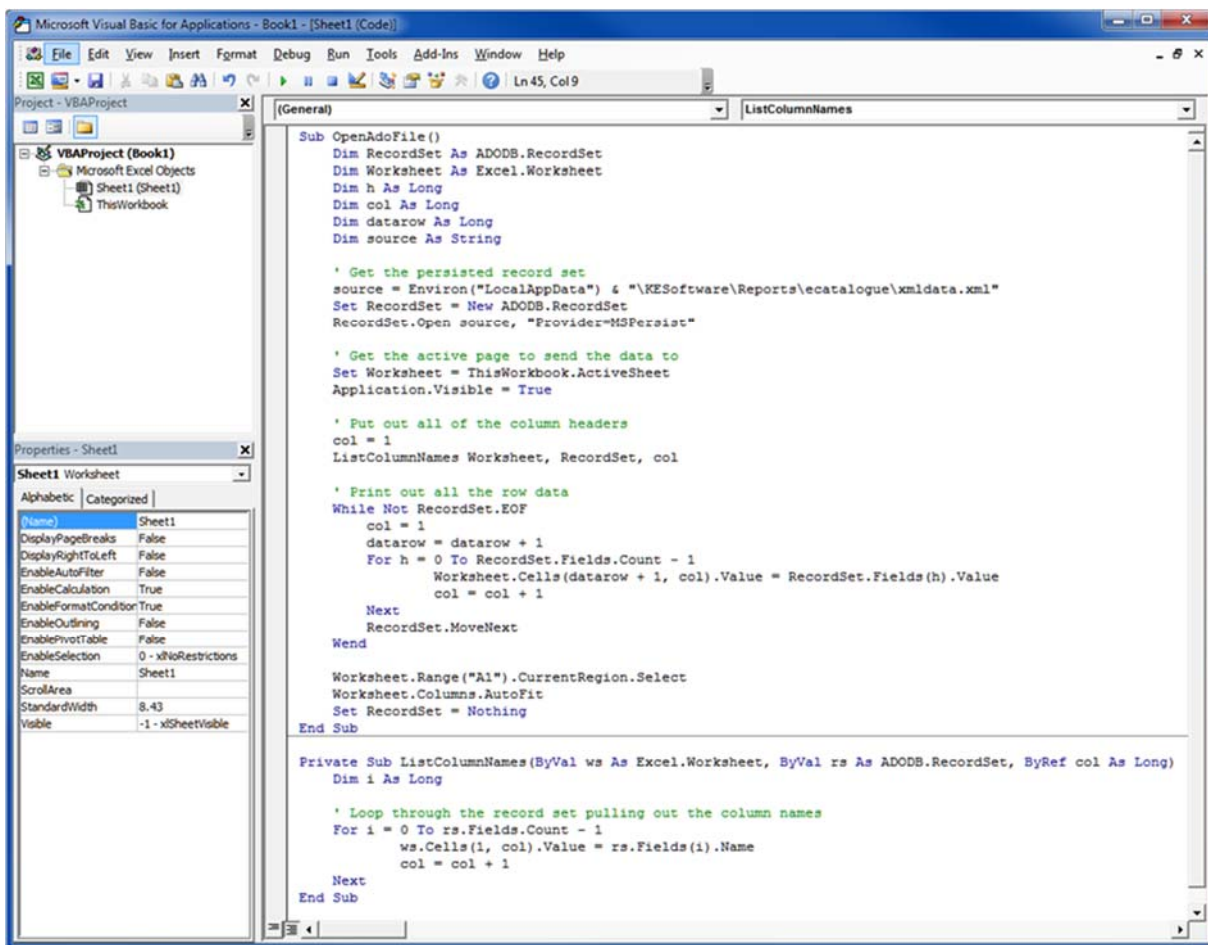 Microsoft Visual Basic for Applications - Book1 - [Sheet1 (Code)]
File Edit View Insert Format Debug Run Tools Add-Ins Window Help
Ln 45, Col 9
Project - VBAProject
VBAProject (Book1)
Microsoft Excel Objects
Sheet1 (Sheet1)
ThisWorkbook
Properties - Sheet1
Sheet1 Worksheet
Alphabetic Categorized
(Name) Sheet1
DisplayPageBreaks False
DisplayRightToLeft False
EnableAutoFilter False
EnableCalculation True
EnableFormatCondition True
EnableOutlining False
EnablePivotTable False
EnableSelection 0 - xlNoRestrictions
Name Sheet1
ScrollArea
StandardWidth 8.43
Visible -1 - xlSheetVisible
(General) ListColumnNames
Sub OpenAdoFile()
    Dim RecordSet As ADODB.RecordSet
    Dim Worksheet As Excel.Worksheet
    Dim h As Long
    Dim col As Long
    Dim datarow As Long
    Dim source As String

    ' Get the persisted record set
    source = Environ("LocalAppData") & "\KESoftware\Reports\ecatalogue\xmldata.xml"
    Set RecordSet = New ADODB.RecordSet
    RecordSet.Open source, "Provider=MSPersist"

    ' Get the active page to send the data to
    Set Worksheet = ThisWorkbook.ActiveSheet
    Application.Visible = True

    ' Put out all of the column headers
    col = 1
    ListColumnNames Worksheet, RecordSet, col

    ' Print out all the row data
    While Not RecordSet.EOF
        col = 1
        datarow = datarow + 1
        For h = 0 To RecordSet.Fields.Count - 1
                Worksheet.Cells(datarow + 1, col).Value = RecordSet.Fields(h).Value
                col = col + 1
        Next
        RecordSet.MoveNext
    Wend

    Worksheet.Range("A1").CurrentRegion.Select
    Worksheet.Columns.AutoFit
    Set RecordSet = Nothing
End Sub

Private Sub ListColumnNames(ByVal ws As Excel.Worksheet, ByVal rs As ADODB.RecordSet, ByRef col As Long)
    Dim i As Long

    ' Loop through the record set pulling out the column names
    For i = 0 To rs.Fields.Count - 1
            ws.Cells(1, col).Value = rs.Fields(i).Name
            col = col + 1
    Next
End Sub